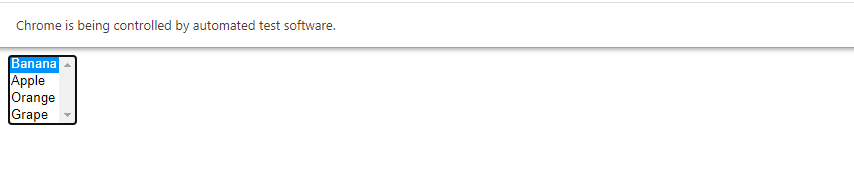 Chrome is being controlled by automated test software.
Banana
Apple
Orange
Grape